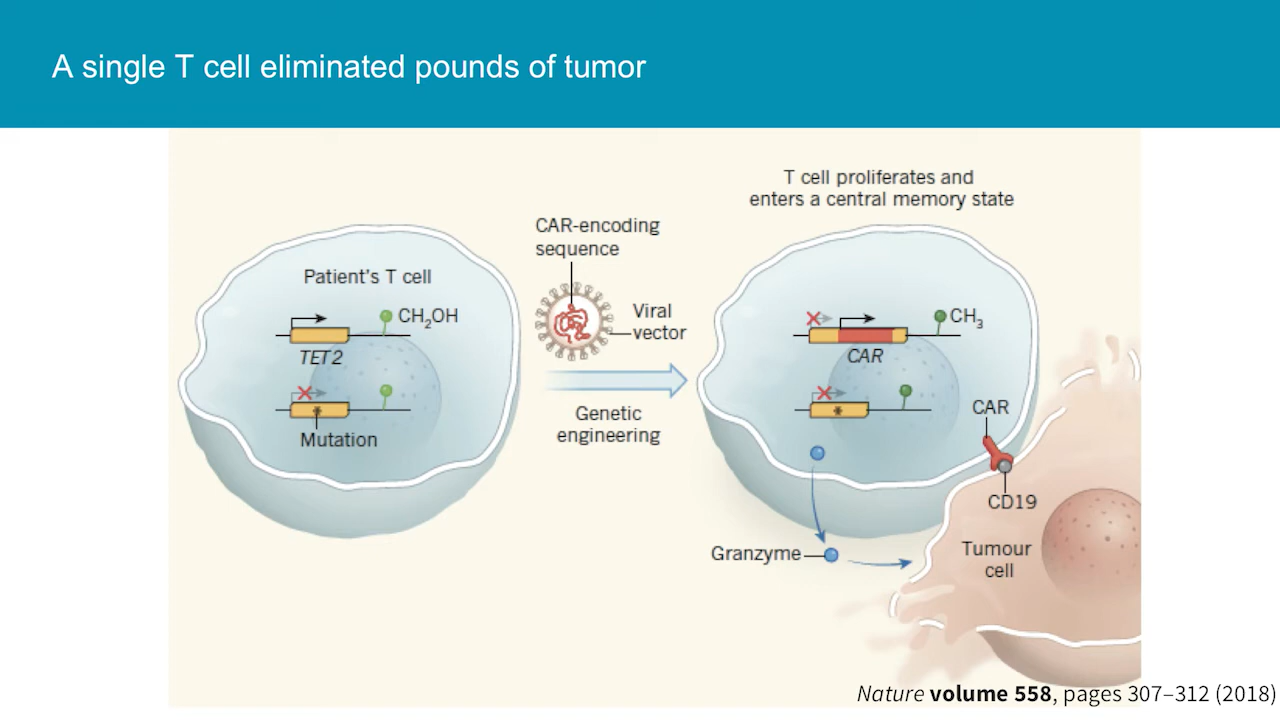 A single T cell eliminated pounds of tumor
T cell proliferates and
enters a central memory state
CAR-encoding
sequence
Patient's T cell
CH₂OH
TET2
Mutation
Viral
vector
Genetic
engineering
CH₃
CAR
CAR
CD19
Granzyme
Tumour
cell
Nature volume 558, pages 307–312 (2018)